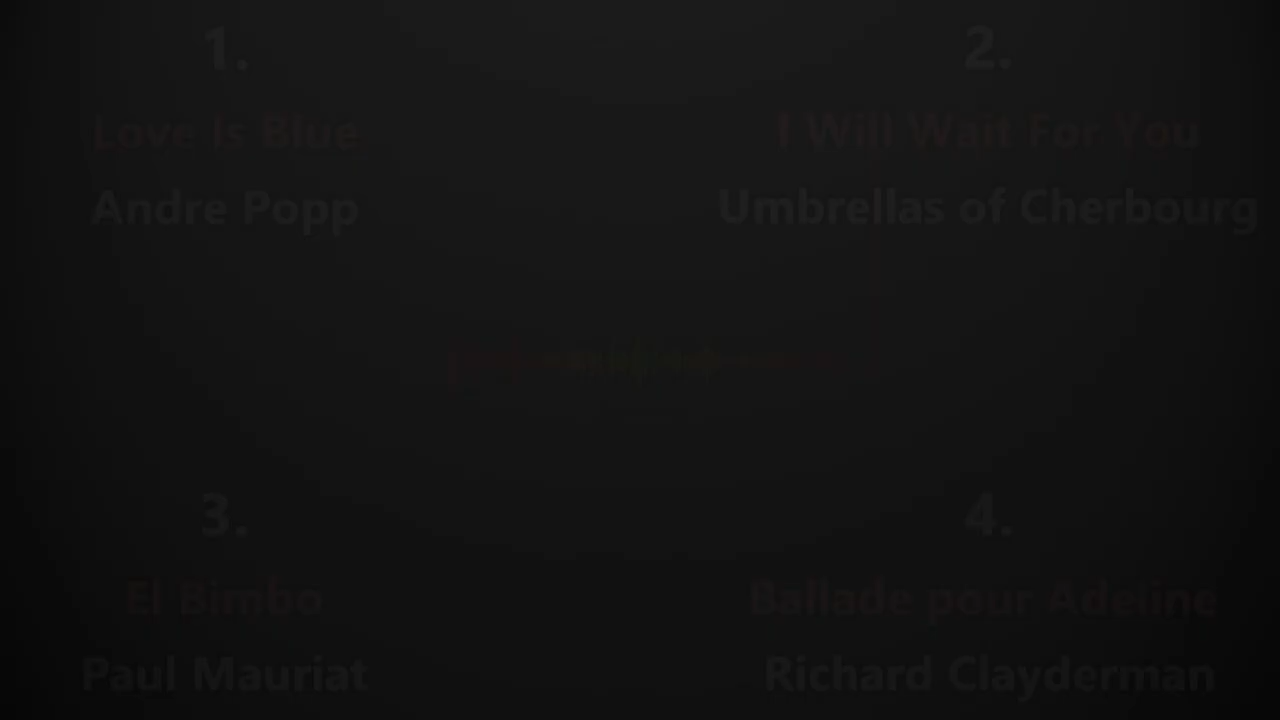 1.
Love Is Blue
Andre Popp
2.
I Will Wait For You
Umbrellas of Cherbourg
3.
El Bimbo
Paul Mauriat
4.
Ballade pour Adeline
Richard Clayderman